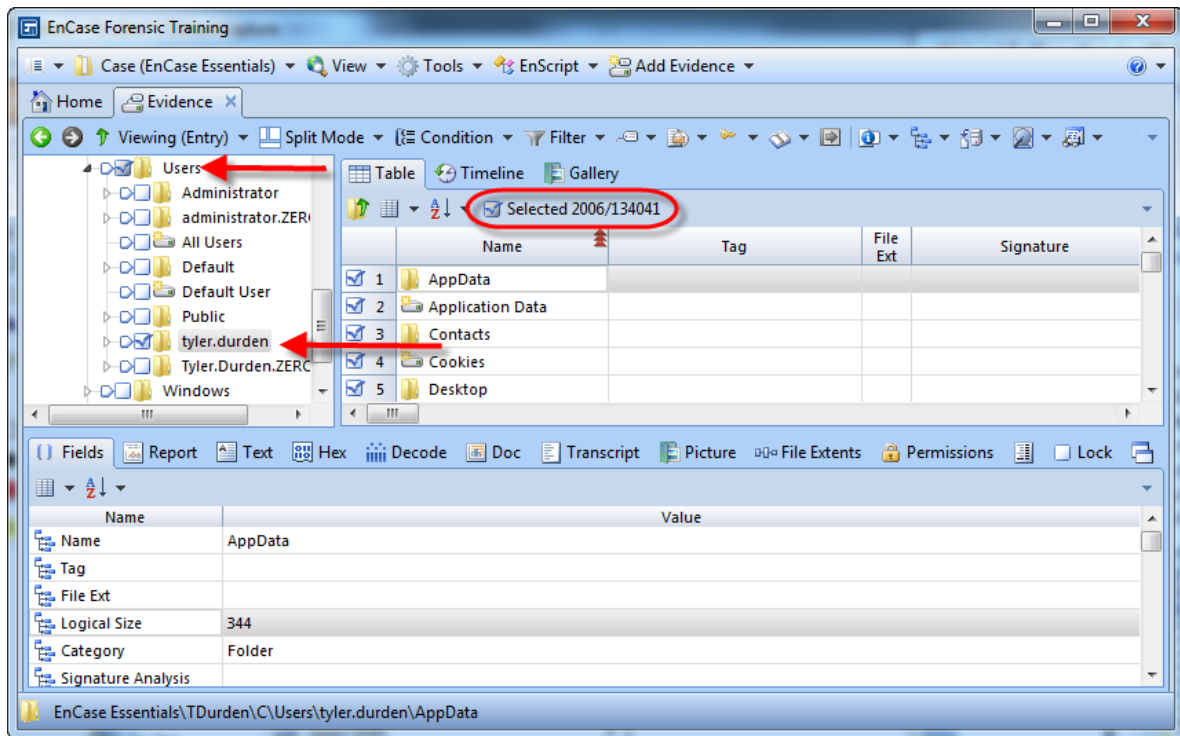 EnCase Forensic Training
Case (EnCase Essentials) View Tools EnScript Add Evidence
Home Evidence
Viewing (Entry) Split Mode Condition Filter
Users
Administrator
administrator.ZER
All Users
Default
Default User
Public
tyler.durden
Tyler.Durden.ZERO
Windows
Table Timeline Gallery
Selected 2006/134041
Name Tag File Ext Signature
1 AppData
2 Application Data
3 Contacts
4 Cookies
5 Desktop
Fields Report Text Hex Decode Doc Transcript Picture File Extents Permissions Lock
Name Value
Name AppData
Tag
File Ext
Logical Size 344
Category Folder
Signature Analysis
EnCase Essentials\TDurden\C\Users\tyler.durden\AppData